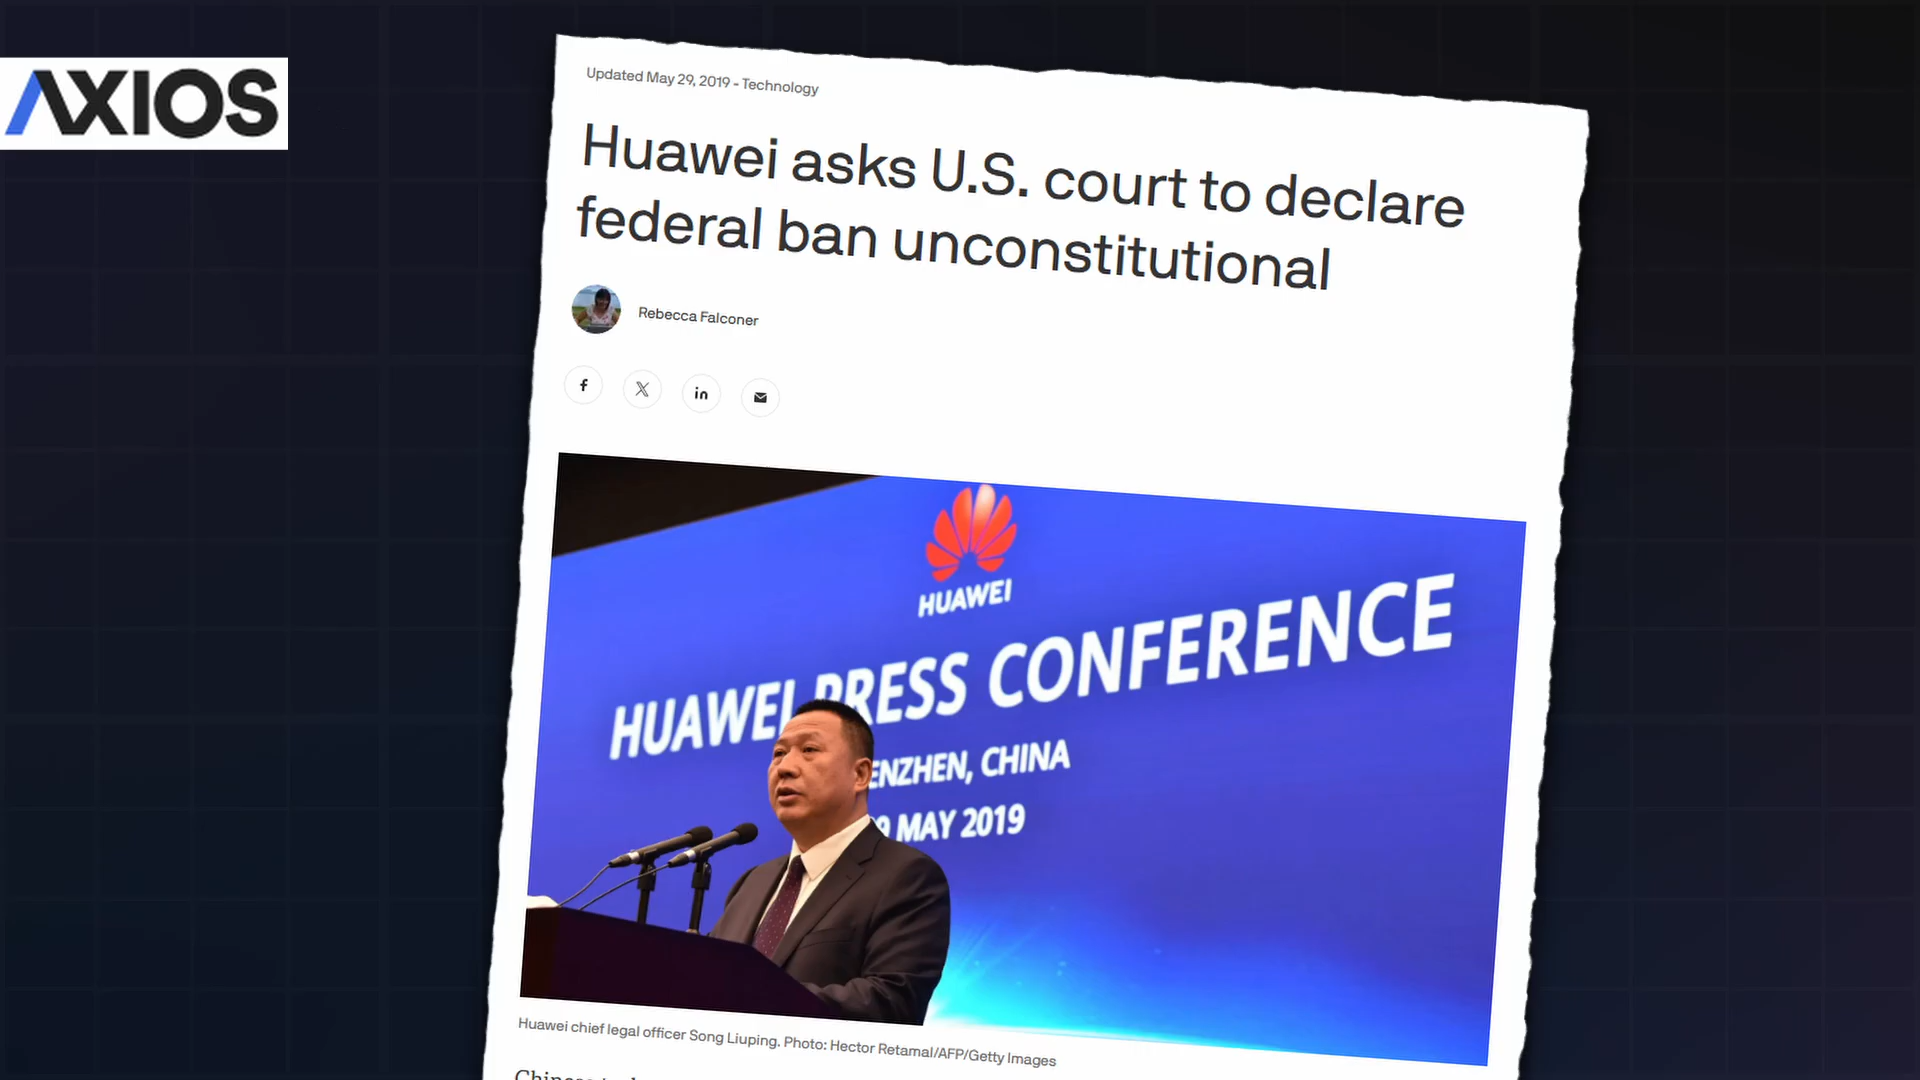 AXIOS
Updated May 29, 2019 - Technology
Huawei asks U.S. court to declare
federal ban unconstitutional
Rebecca Falconer
HUAWEI
HUAWEI PRESS CONFERENCE
ENZHEN, CHINA
9 MAY 2019
Huawei chief legal officer Song Liuping. Photo: Hector Retamal/AFP/Getty Images